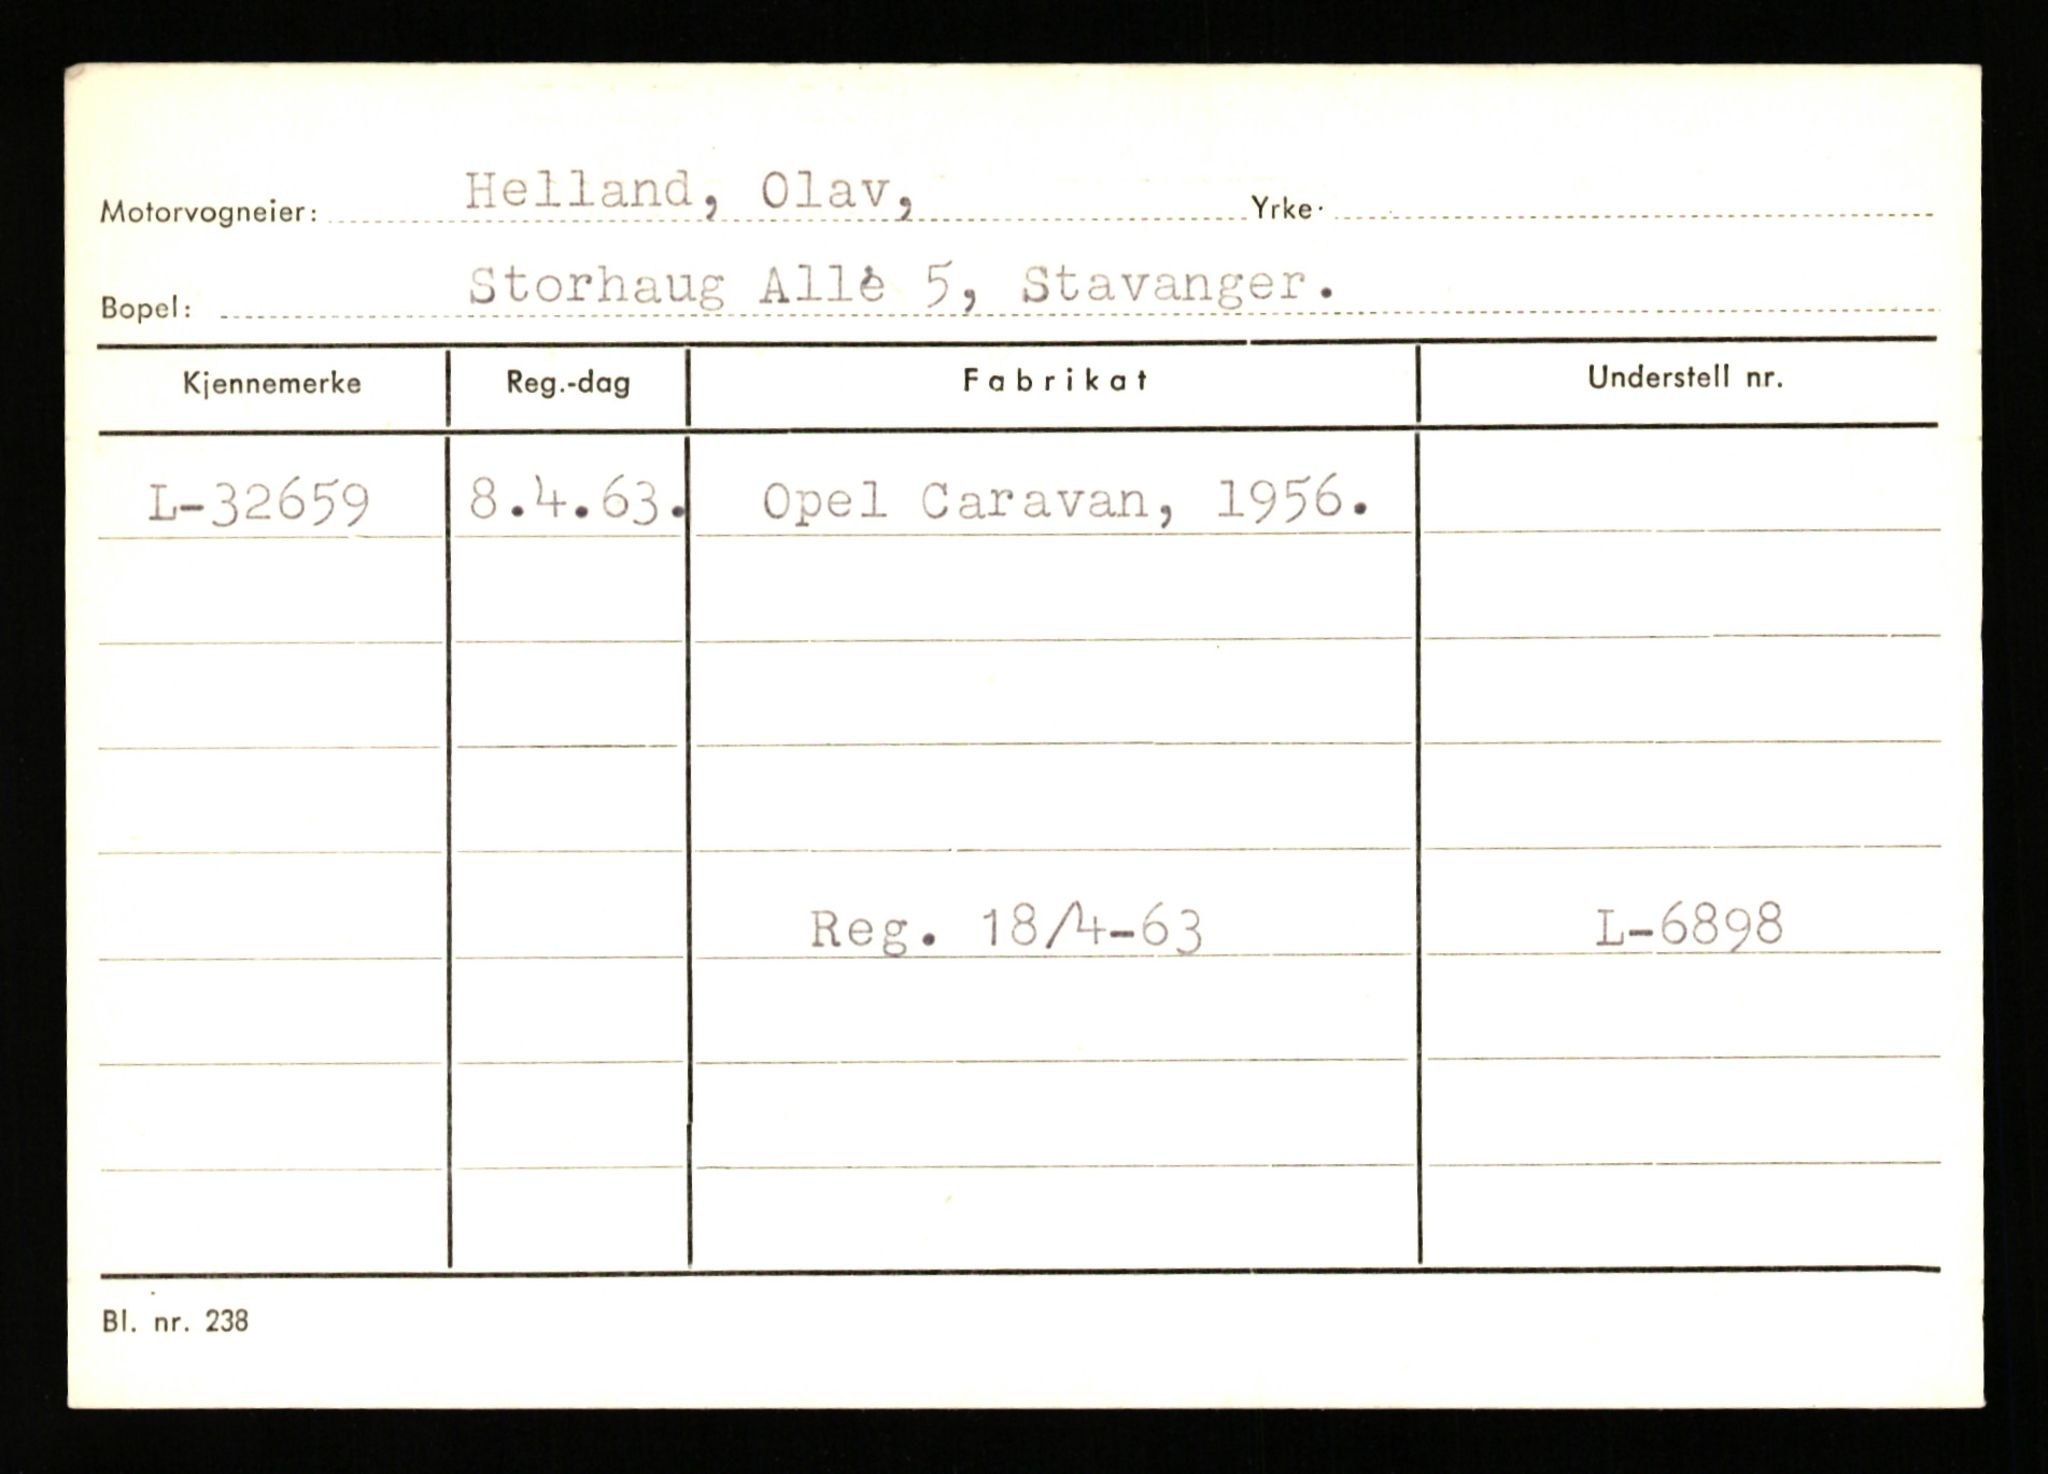 Motorvogneier: Helland, Olav, Yrke·
Bopel: Storhaug Allè 5, Stavanger.
Kjennemerke Reg.-dag Fabrikat Understell nr.
L-32659 8.4.63. Opel Caravan, 1956.
Reg. 18/4-63 L-6898
Bl. nr. 238